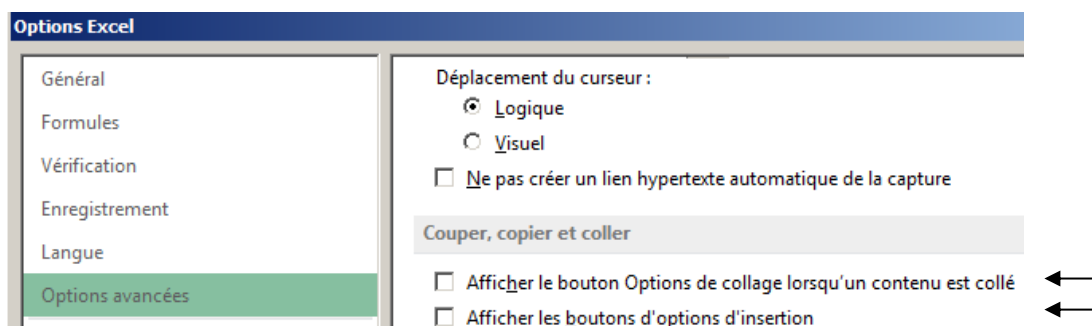 Options Excel
Général
Formules
Vérification
Enregistrement
Langue
Options avancées
Déplacement du curseur :
Logique
Visuel
Ne pas créer un lien hypertexte automatique de la capture
Couper, copier et coller
Afficher le bouton Options de collage lorsqu'un contenu est collé
Afficher les boutons d'options d'insertion